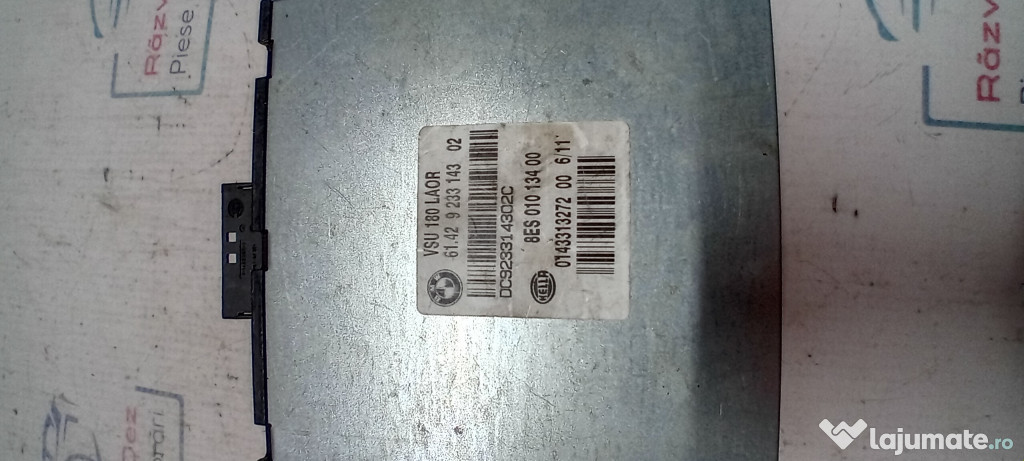 VSU 180 LAOR
61.42 9 233 143 02
DC923314302C
8ES 010 134 00
HELLA
0143313272 00 6/11
Răzv
Piese
lajumate.ro